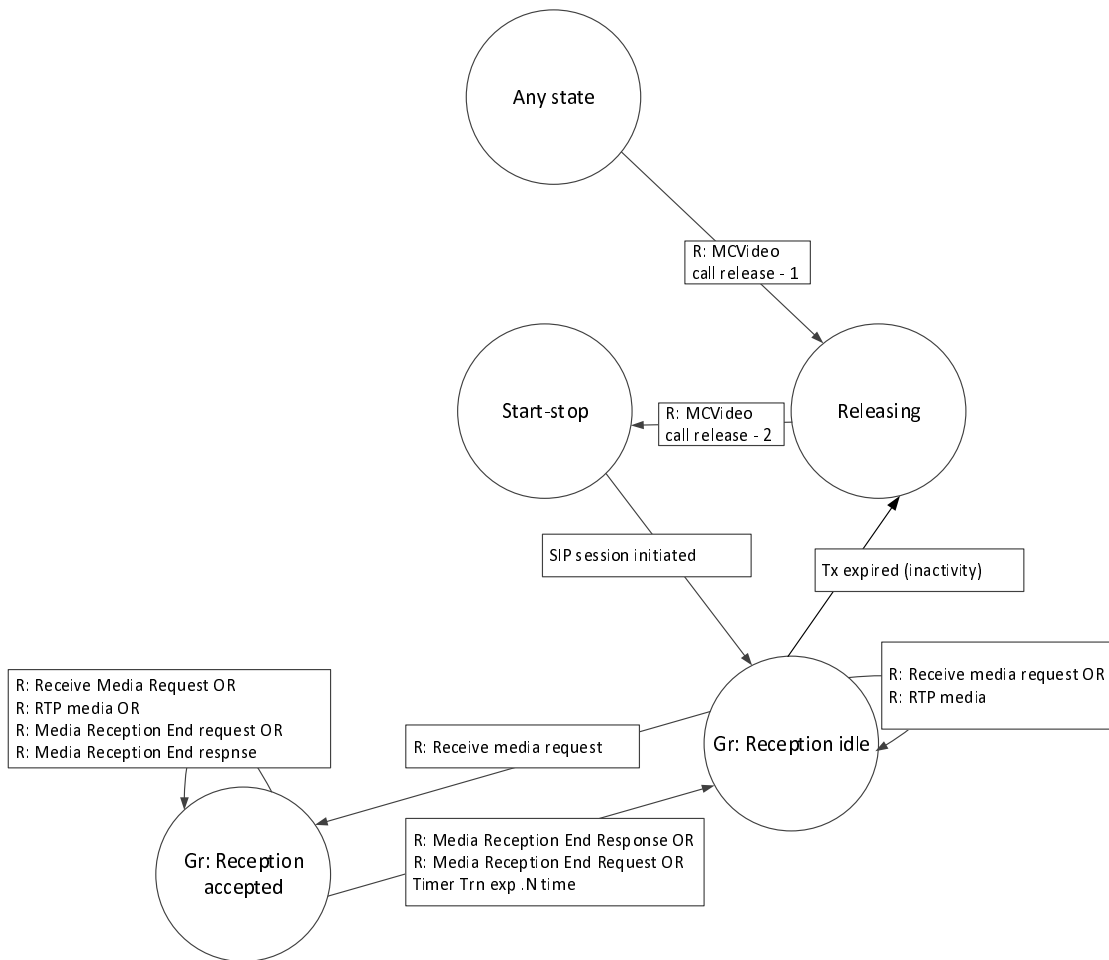 Any state
R: MCVideo
call release - 1
Start-stop
R: MCVideo
call release - 2
Releasing
SIP session initiated
Tx expired (inactivity)
R: Receive Media Request OR
R: RTP media OR
R: Media Reception End request OR
R: Media Reception End respnse
R: Receive media request
Gr: Reception idle
R: Receive media request OR
R: RTP media
Gr: Reception
accepted
R: Media Reception End Response OR
R: Media Reception End Request OR
Timer Trn exp .N time